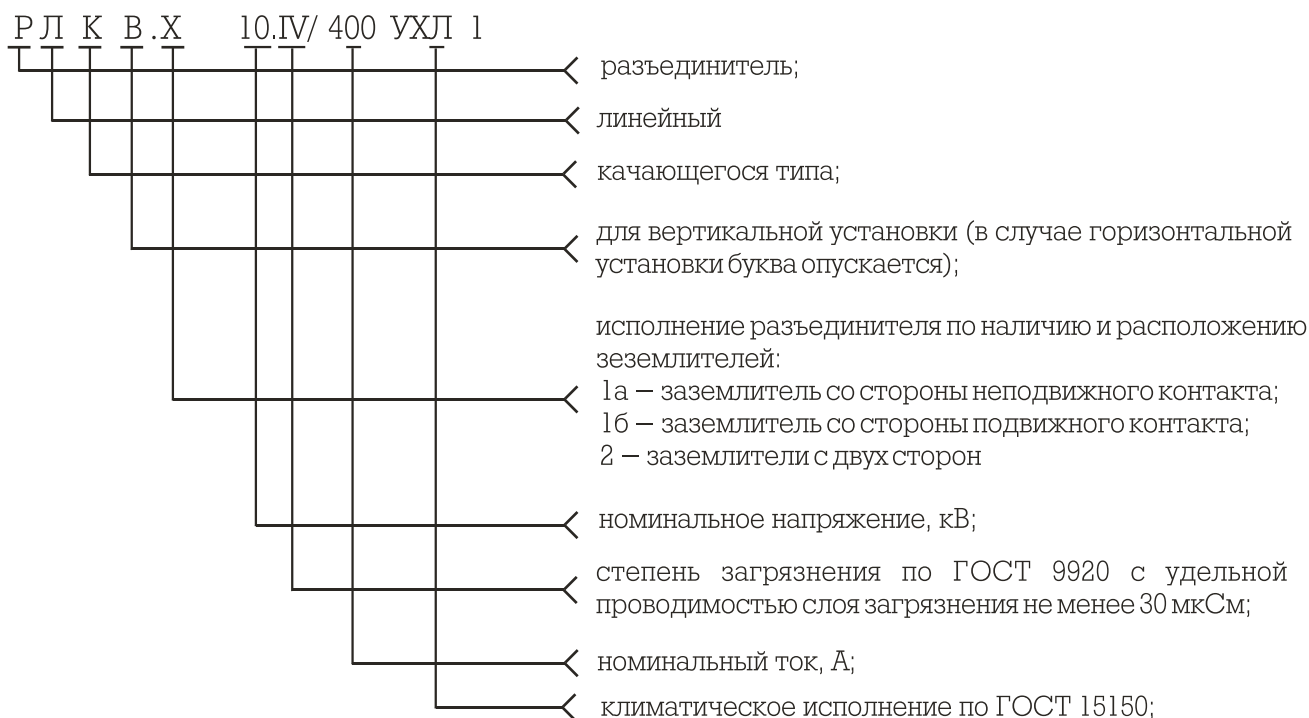 Р Л К В .Х 10.IV/ 400 УХЛ 1
разъединитель;
линейный
качающегося типа;
для вертикальной установки (в случае горизонтальной
установки буква опускается);
исполнение разъединителя по наличию и расположению
зеземлителей:
1а – заземлитель со стороны неподвижного контакта;
1б – заземлитель со стороны подвижного контакта;
2 – заземлители с двух сторон
номинальное напряжение, кВ;
степень загрязнения по ГОСТ 9920 с удельной
проводимостью слоя загрязнения не менее 30 мкСм;
номинальный ток, А;
климатическое исполнение по ГОСТ 15150;